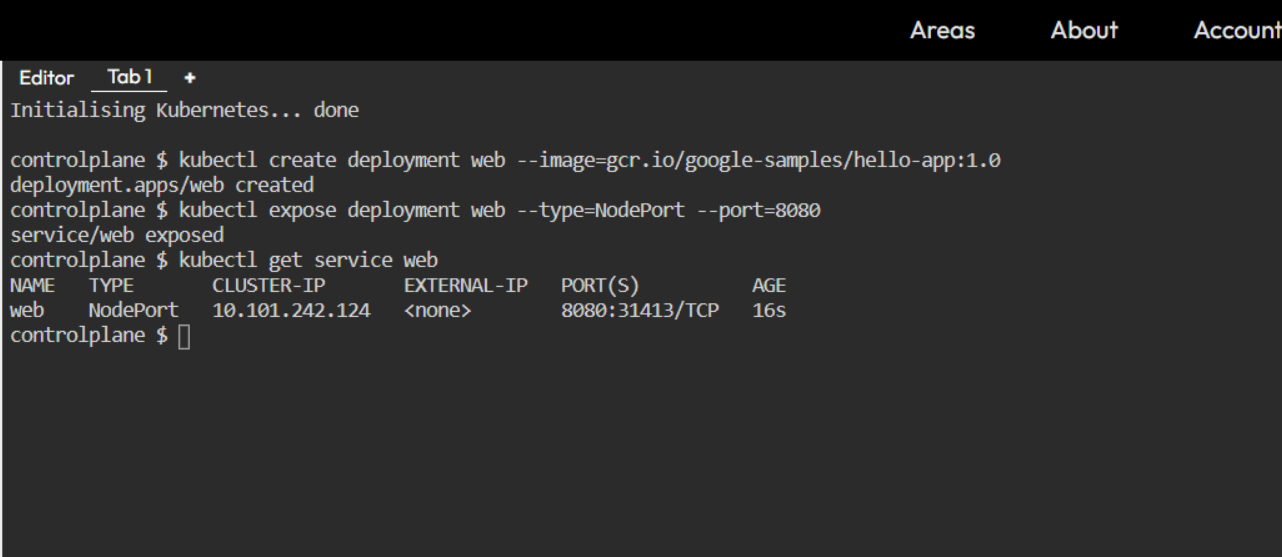 Areas About Account
Editor Tab 1 +
Initialising Kubernetes... done
controlplane $ kubectl create deployment web --image=gcr.io/google-samples/hello-app:1.0
deployment.apps/web created
controlplane $ kubectl expose deployment web --type=NodePort --port=8080
service/web exposed
controlplane $ kubectl get service web
NAME TYPE CLUSTER-IP EXTERNAL-IP PORT(S) AGE
web NodePort 10.101.242.124 <none> 8080:31413/TCP 16s
controlplane $